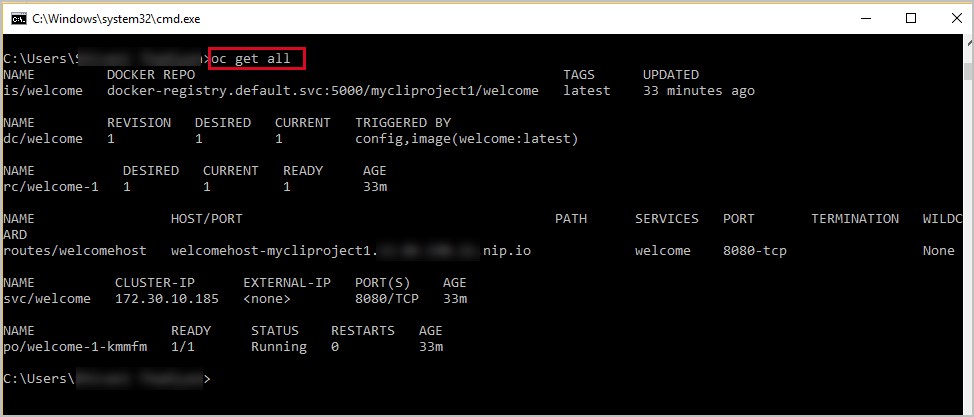 C:\Windows\system32\cmd.exe
C:\Users\ >oc get all
NAME DOCKER REPO TAGS UPDATED
is/welcome docker-registry.default.svc:5000/mycliproject1/welcome latest 33 minutes ago
NAME REVISION DESIRED CURRENT TRIGGERED BY
dc/welcome 1 1 1 config,image(welcome:latest)
NAME DESIRED CURRENT READY AGE
rc/welcome-1 1 1 1 33m
NAME HOST/PORT PATH SERVICES PORT TERMINATION WILDC
ARD
routes/welcomehost welcomehost-mycliproject1. .nip.io welcome 8080-tcp None
NAME CLUSTER-IP EXTERNAL-IP PORT(S) AGE
svc/welcome 172.30.10.185 <none> 8080/TCP 33m
NAME READY STATUS RESTARTS AGE
po/welcome-1-kmmfm 1/1 Running 0 33m
C:\Users\ >